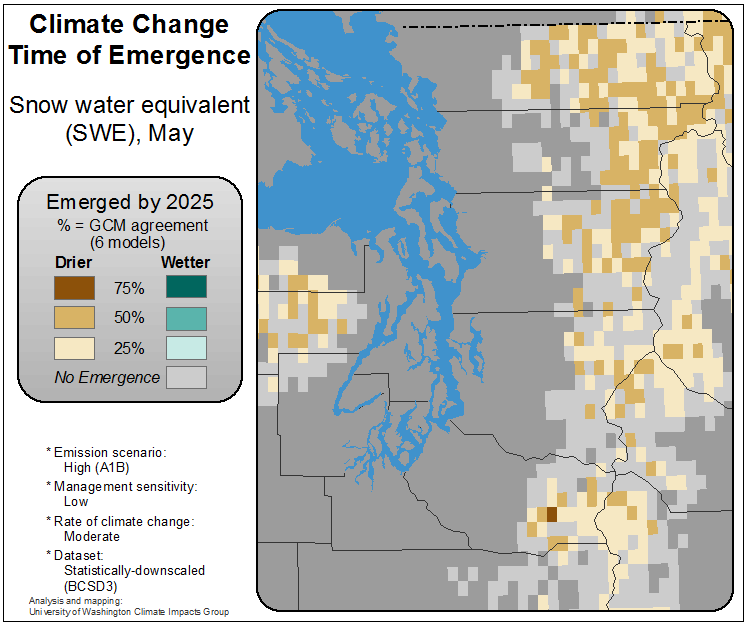 Climate Change
Time of Emergence
Snow water equivalent
(SWE), May
Emerged by 2025
% = GCM agreement
(6 models)
Drier Wetter
75%
50%
25%
No Emergence
* Emission scenario:
High (A1B)
* Management sensitivity:
Low
* Rate of climate change:
Moderate
* Dataset:
Statistically-downscaled
(BCSD3)
Analysis and mapping:
University of Washington Climate Impacts Group